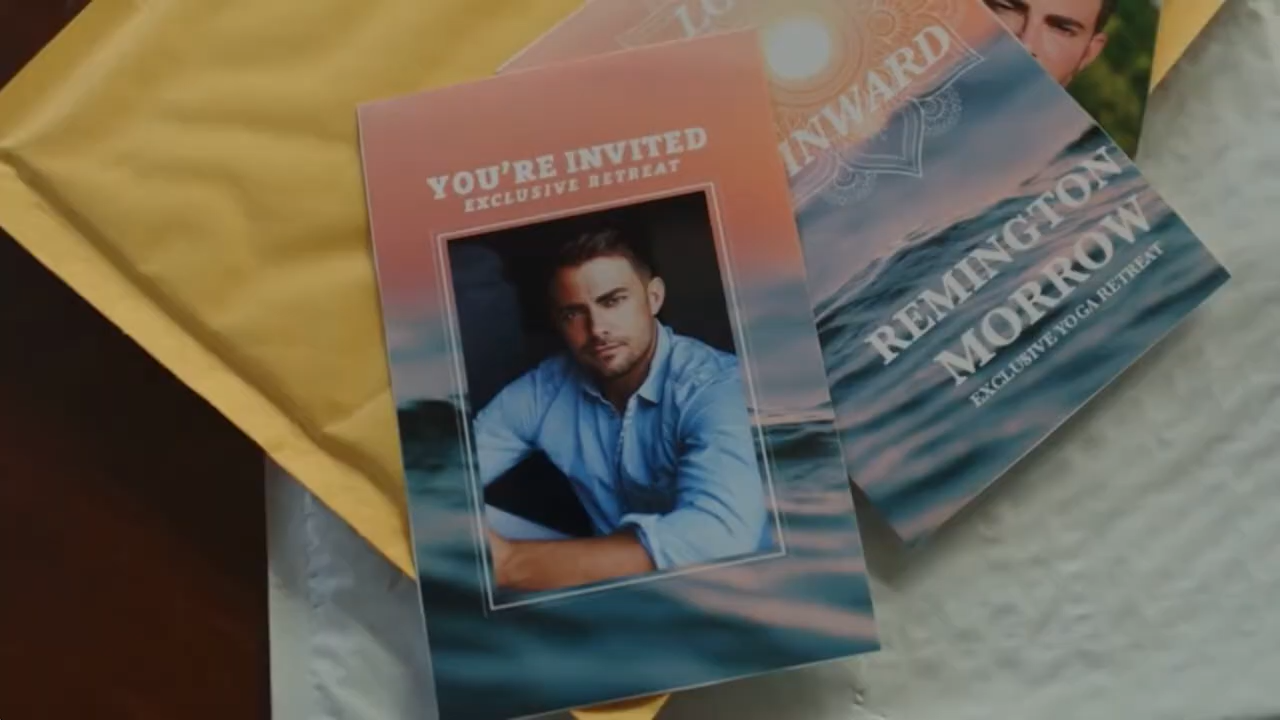 YOU'RE INVITED
EXCLUSIVE RETREAT
INWARD
REMINGTON
MORROW
EXCLUSIVE YOGA RETREAT